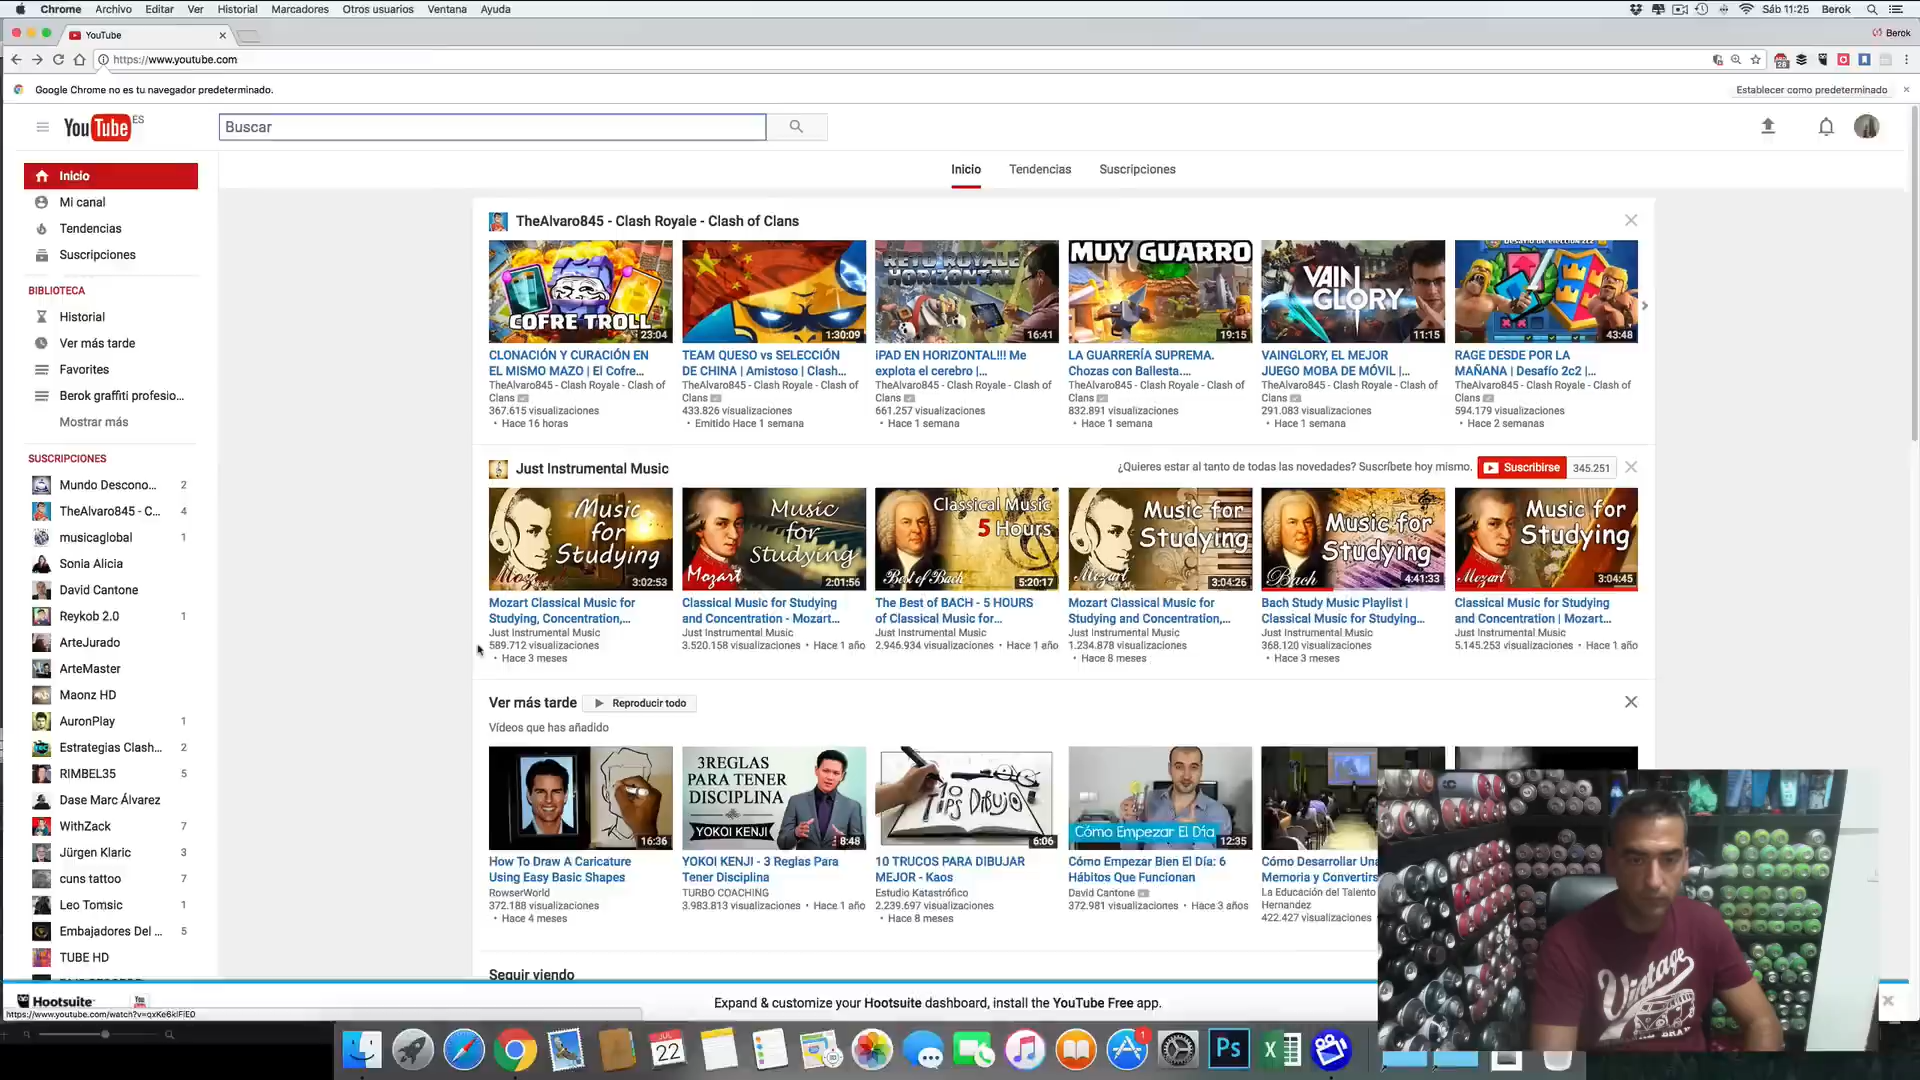 Chrome Archivo Editar Ver Historial Marcadores Otros usuarios Ventana Ayuda
Sáb 11:25 Berok
YouTube
Berok
https://www.youtube.com
28
Google Chrome no es tu navegador predeterminado.
Establecer como predeterminado
YouTube ES
Buscar
Inicio Tendencias Suscripciones
Inicio
Mi canal
Tendencias
Suscripciones
BIBLIOTECA
Historial
Ver más tarde
Favorites
Berok graffiti profesio...
Mostrar más
SUSCRIPCIONES
Mundo Descono... 2
TheAlvaro845 - C... 4
musicaglobal 1
Sonia Alicia
David Cantone
Reykob 2.0 1
ArteJurado
ArteMaster
Maonz HD
AuronPlay 1
Estrategias Clash... 2
RIMBEL35 5
Dase Marc Álvarez
WithZack 7
Jürgen Klaric 3
cuns tattoo 7
Leo Tomsic 1
Embajadores Del ... 5
TUBE HD
TheAlvaro845 - Clash Royale - Clash of Clans
COFRE TROLL
23:04
1:30:09
RETO ROYALE
HORIZONTAL
16:41
MUY GUARRO
19:15
VAIN
GLORY
11:15
Desafío de elección 2c2
43:48
CLONACIÓN Y CURACIÓN EN
EL MISMO MAZO | El Cofre...
TheAlvaro845 - Clash Royale - Clash of
Clans
367.615 visualizaciones
• Hace 16 horas
TEAM QUESO vs SELECCIÓN
DE CHINA | Amistoso | Clash...
TheAlvaro845 - Clash Royale - Clash of
Clans
433.826 visualizaciones
• Emitido Hace 1 semana
iPAD EN HORIZONTAL!!! Me
explota el cerebro |...
TheAlvaro845 - Clash Royale - Clash of
Clans
661.257 visualizaciones
• Hace 1 semana
LA GUARRERÍA SUPREMA.
Chozas con Ballesta....
TheAlvaro845 - Clash Royale - Clash of
Clans
832.891 visualizaciones
• Hace 1 semana
VAINGLORY, EL MEJOR
JUEGO MOBA DE MÓVIL |...
TheAlvaro845 - Clash Royale - Clash of
Clans
291.083 visualizaciones
• Hace 1 semana
RAGE DESDE POR LA
MAÑANA | Desafío 2c2 |...
TheAlvaro845 - Clash Royale - Clash of
Clans
594.179 visualizaciones
• Hace 2 semanas
Just Instrumental Music
¿Quieres estar al tanto de todas las novedades? Suscríbete hoy mismo. Suscribirse 345.251
Music
for
Studying
Mozart
3:02:53
Music
for
Studying
Mozart
2:01:56
Classical Music
5 Hours
Best of Bach
5:20:17
Music for
Studying
Mozart
3:04:26
Music for
Studying
Bach
4:41:33
Music for
Studying
Mozart
3:04:45
Mozart Classical Music for
Studying, Concentration,...
Just Instrumental Music
589.712 visualizaciones
• Hace 3 meses
Classical Music for Studying
and Concentration - Mozart...
Just Instrumental Music
3.520.158 visualizaciones • Hace 1 año
The Best of BACH - 5 HOURS
of Classical Music for...
Just Instrumental Music
2.946.934 visualizaciones • Hace 1 año
Mozart Classical Music for
Studying and Concentration,...
Just Instrumental Music
1.234.878 visualizaciones
• Hace 8 meses
Bach Study Music Playlist |
Classical Music for Studying...
Just Instrumental Music
368.120 visualizaciones
• Hace 3 meses
Classical Music for Studying
and Concentration | Mozart...
Just Instrumental Music
5.145.253 visualizaciones • Hace 1 año
Ver más tarde Reproducir todo
Vídeos que has añadido
16:36
3REGLAS
PARA TENER
DISCIPLINA
YOKOI KENJI
8:48
10
TIPS DIBUJO
6:06
Cómo Empezar El Día
12:35
How To Draw A Caricature
Using Easy Basic Shapes
RowserWorld
372.188 visualizaciones
• Hace 4 meses
YOKOI KENJI - 3 Reglas Para
Tener Disciplina
TURBO COACHING
3.983.813 visualizaciones • Hace 1 año
10 TRUCOS PARA DIBUJAR
MEJOR - Kaos
Estudio Katastrófico
2.239.697 visualizaciones
• Hace 8 meses
Cómo Empezar Bien El Día: 6
Hábitos Que Funcionan
David Cantone
372.981 visualizaciones • Hace 3 años
Cómo Desarrollar Una
Memoria y Convertirs
La Educación del Talento
Hernandez
422.427 visualizaciones
Seguir viendo
Hootsuite
Expand & customize your Hootsuite dashboard, install the YouTube Free app.
https://www.youtube.com/watch?v=qxKe6kIFiE0
JUL
22
1
Ps
X
Vintage